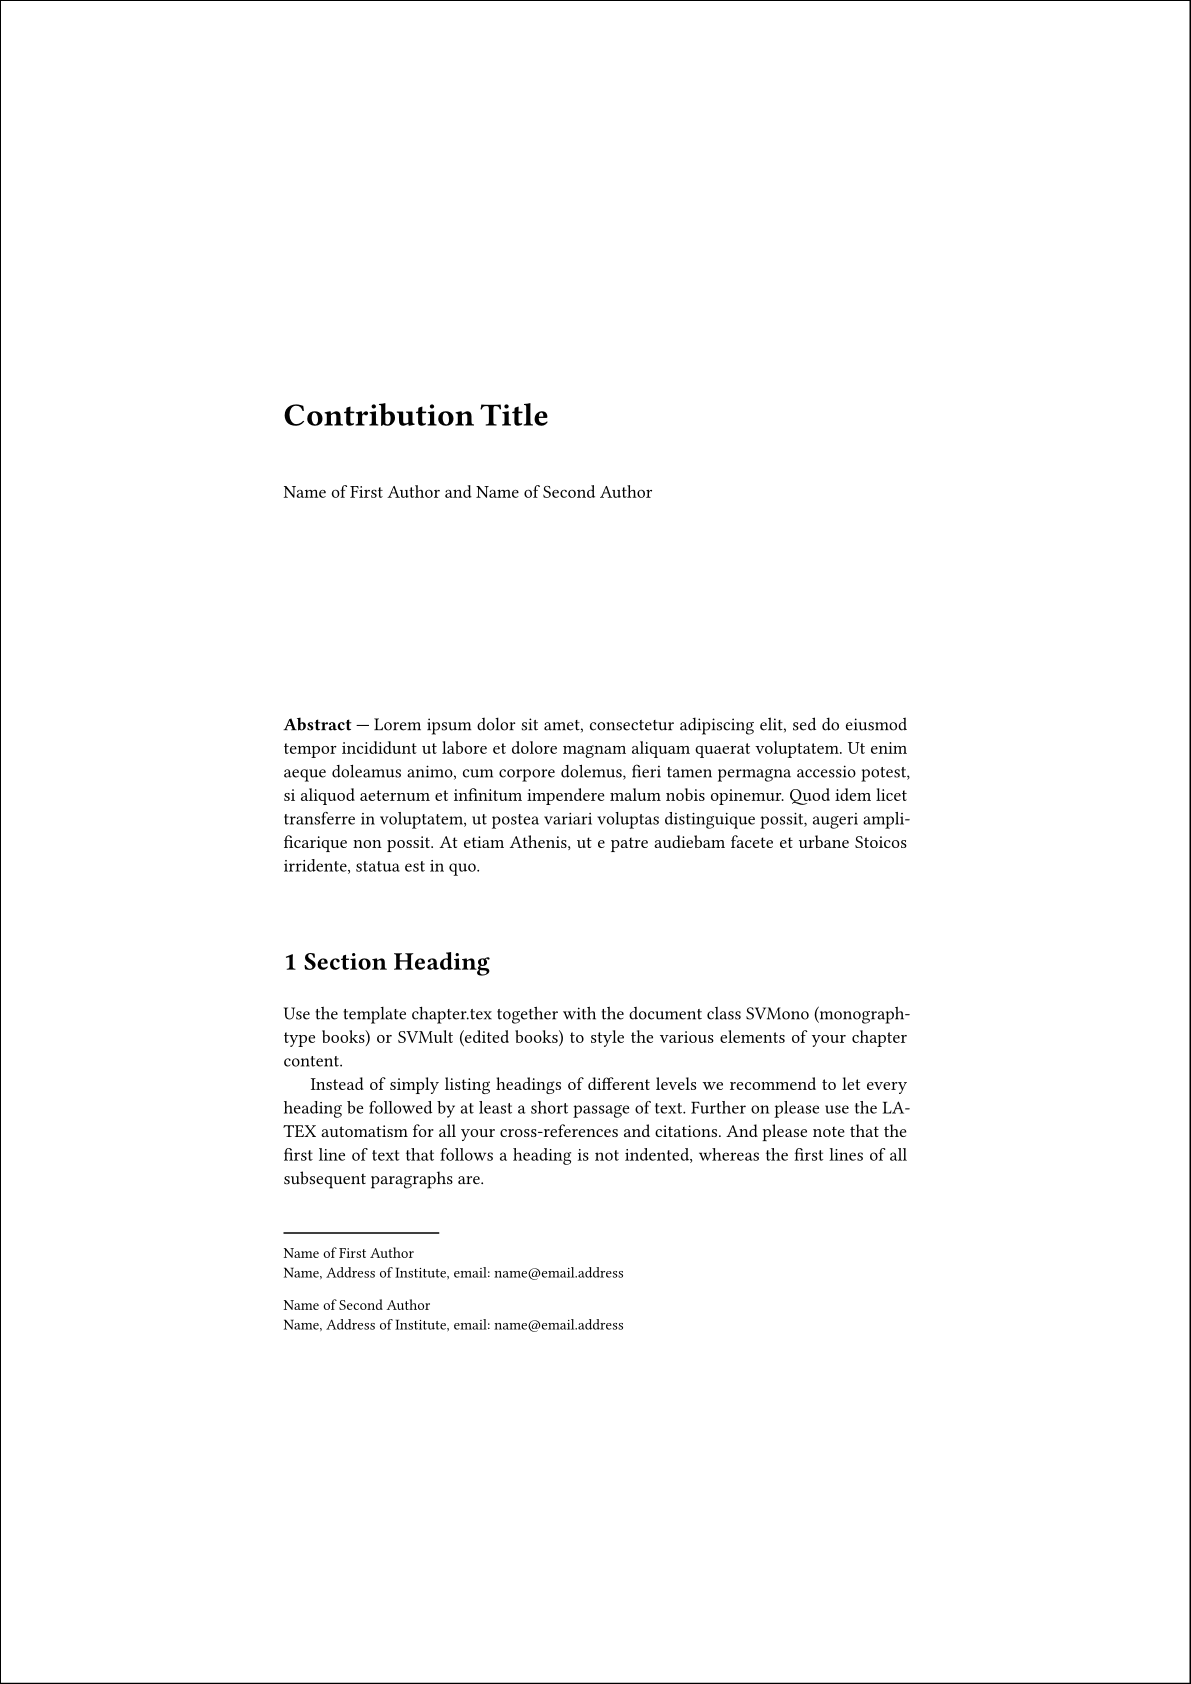 Contribution Title
Name of First Author and Name of Second Author
Abstract — Lorem ipsum dolor sit amet, consectetur adipiscing elit, sed do eiusmod
tempor incididunt ut labore et dolore magnam aliquam quaerat voluptatem. Ut enim
aeque doleamus animo, cum corpore dolemus, fieri tamen permagna accessio potest,
si aliquod aeternum et infinitum impendere malum nobis opinemur. Quod idem licet
transferre in voluptatem, ut postea variari voluptas distinguique possit, augeri ampli-
ficarique non possit. At etiam Athenis, ut e patre audiebam facete et urbane Stoicos
irridente, statua est in quo.
1 Section Heading
Use the template chapter.tex together with the document class SVMono (monograph-
type books) or SVMult (edited books) to style the various elements of your chapter
content.
Instead of simply listing headings of different levels we recommend to let every
heading be followed by at least a short passage of text. Further on please use the LA-
TEX automatism for all your cross-references and citations. And please note that the
first line of text that follows a heading is not indented, whereas the first lines of all
subsequent paragraphs are.
Name of First Author
Name, Address of Institute, email: name@email.address
Name of Second Author
Name, Address of Institute, email: name@email.address